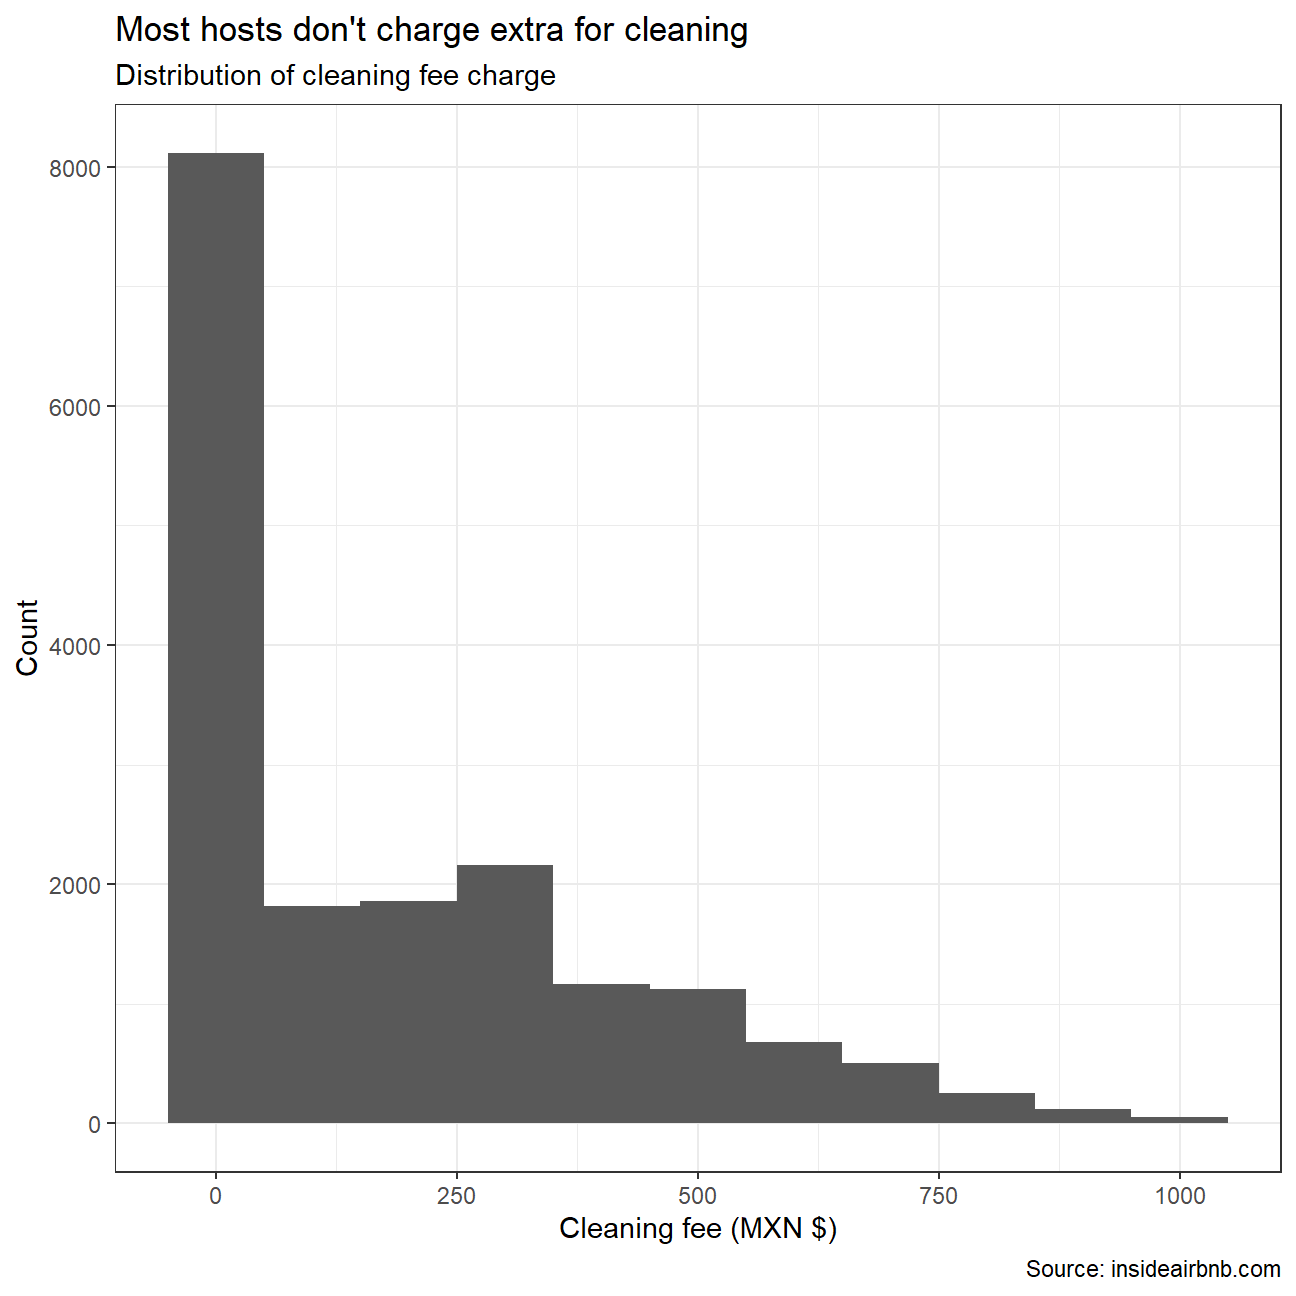 Most hosts don't charge extra for cleaning
Distribution of cleaning fee charge
8000
6000
4000
2000
0
Count
0
250
500
750
1000
Cleaning fee (MXN $)
Source: insideairbnb.com